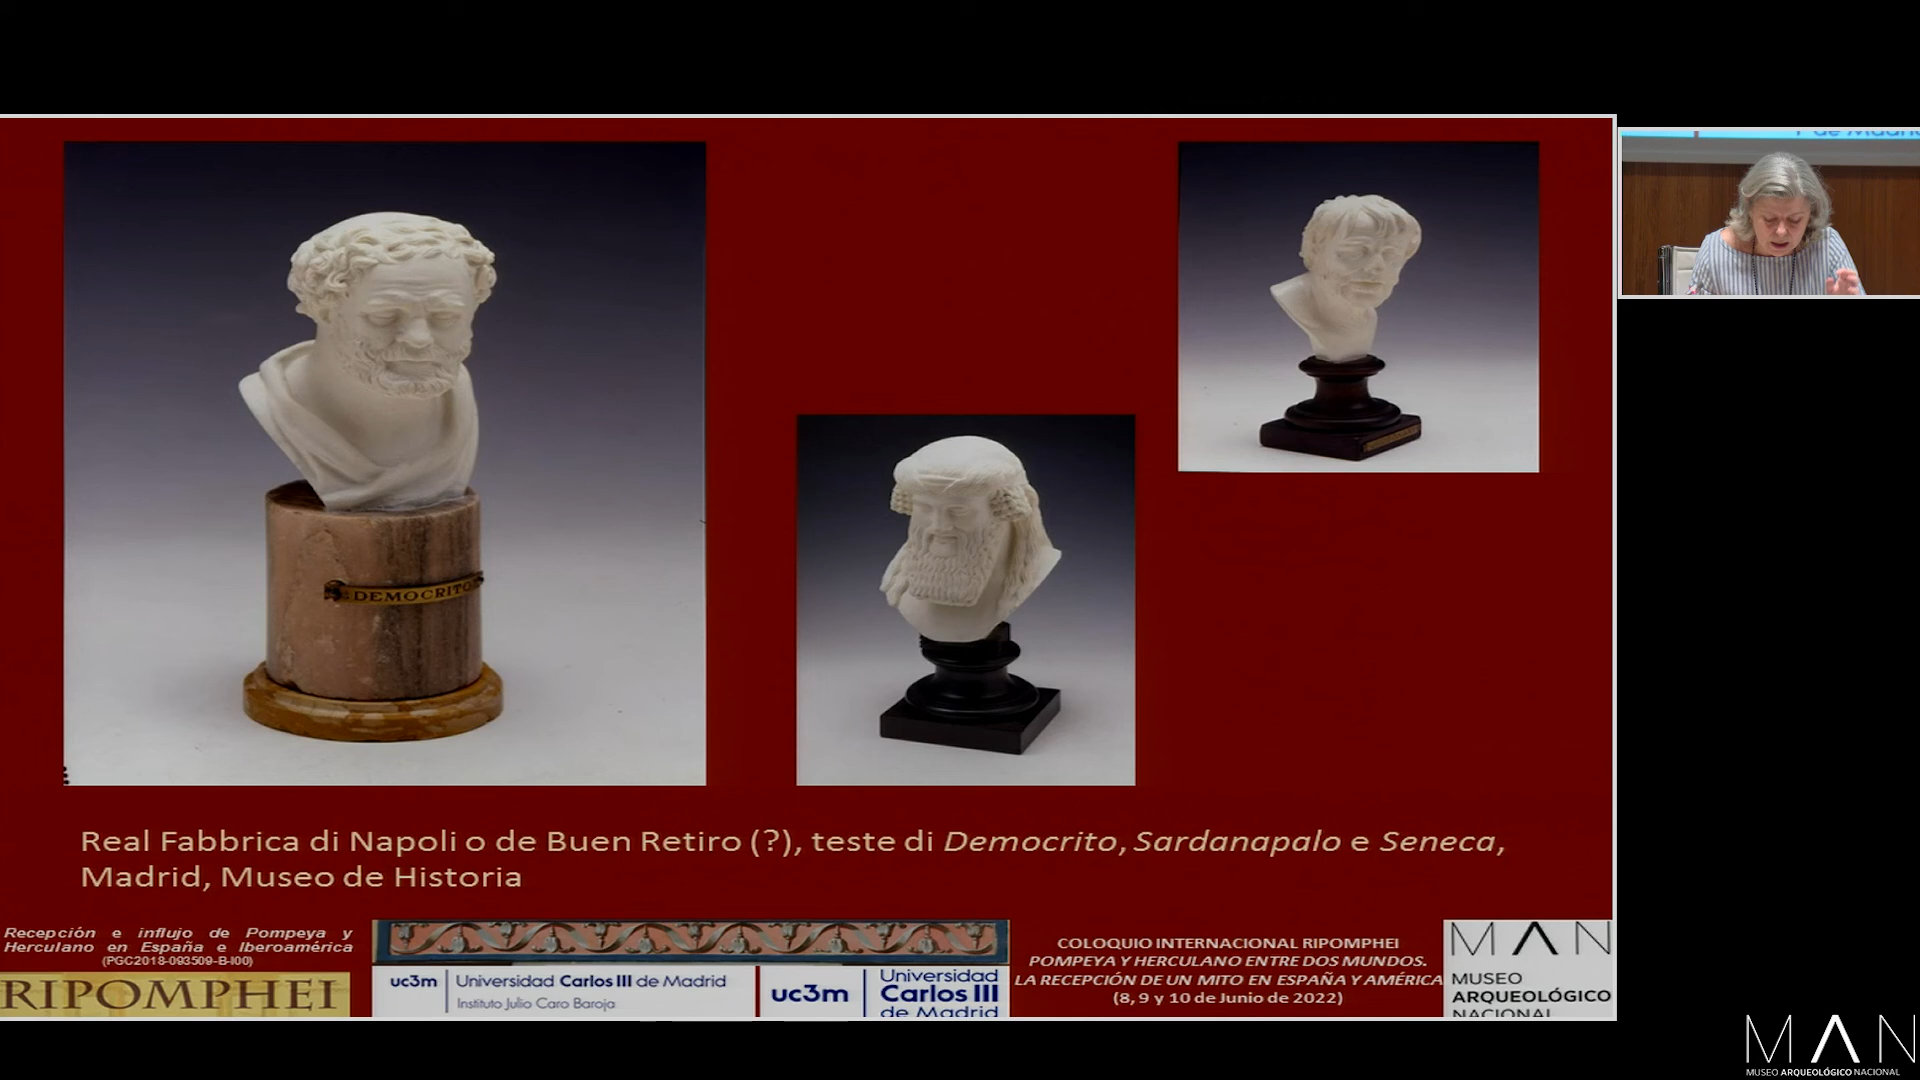 de Madrid
DEMOCRITO
Real Fabbrica di Napoli o de Buen Retiro (?), teste di Democrito, Sardanapalo e Seneca,
Madrid, Museo de Historia
Recepción e influjo de Pompeya y
Herculano en España e Iberoamérica
(PGC2018-093509-B-I00)
RIPOMPHEI
uc3m Universidad Carlos III de Madrid
Instituto Julio Caro Baroja
uc3m Universidad
Carlos III
de Madrid
COLOQUIO INTERNACIONAL RIPOMPHEI
POMPEYA Y HERCULANO ENTRE DOS MUNDOS.
LA RECEPCIÓN DE UN MITO EN ESPAÑA Y AMÉRICA
(8, 9 y 10 de Junio de 2022)
MAN
MUSEO
ARQUEOLÓGICO
NACIONAL
MAN
MUSEO ARQUEOLÓGICO NACIONAL